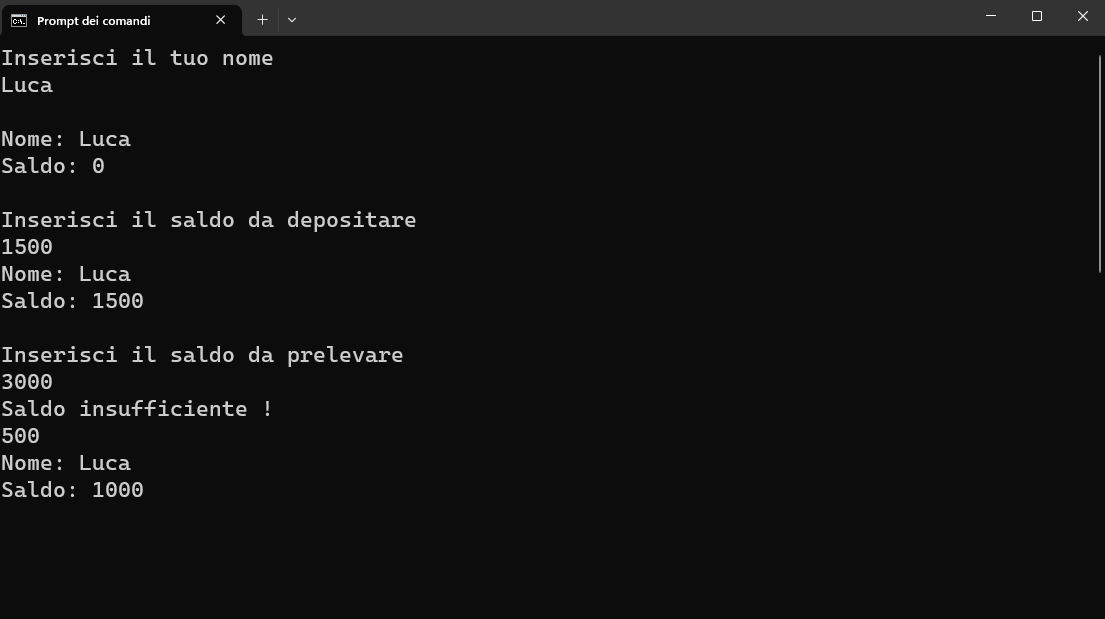 Prompt dei comandi
Inserisci il tuo nome
Luca
Nome: Luca
Saldo: 0
Inserisci il saldo da depositare
1500
Nome: Luca
Saldo: 1500
Inserisci il saldo da prelevare
3000
Saldo insufficiente !
500
Nome: Luca
Saldo: 1000